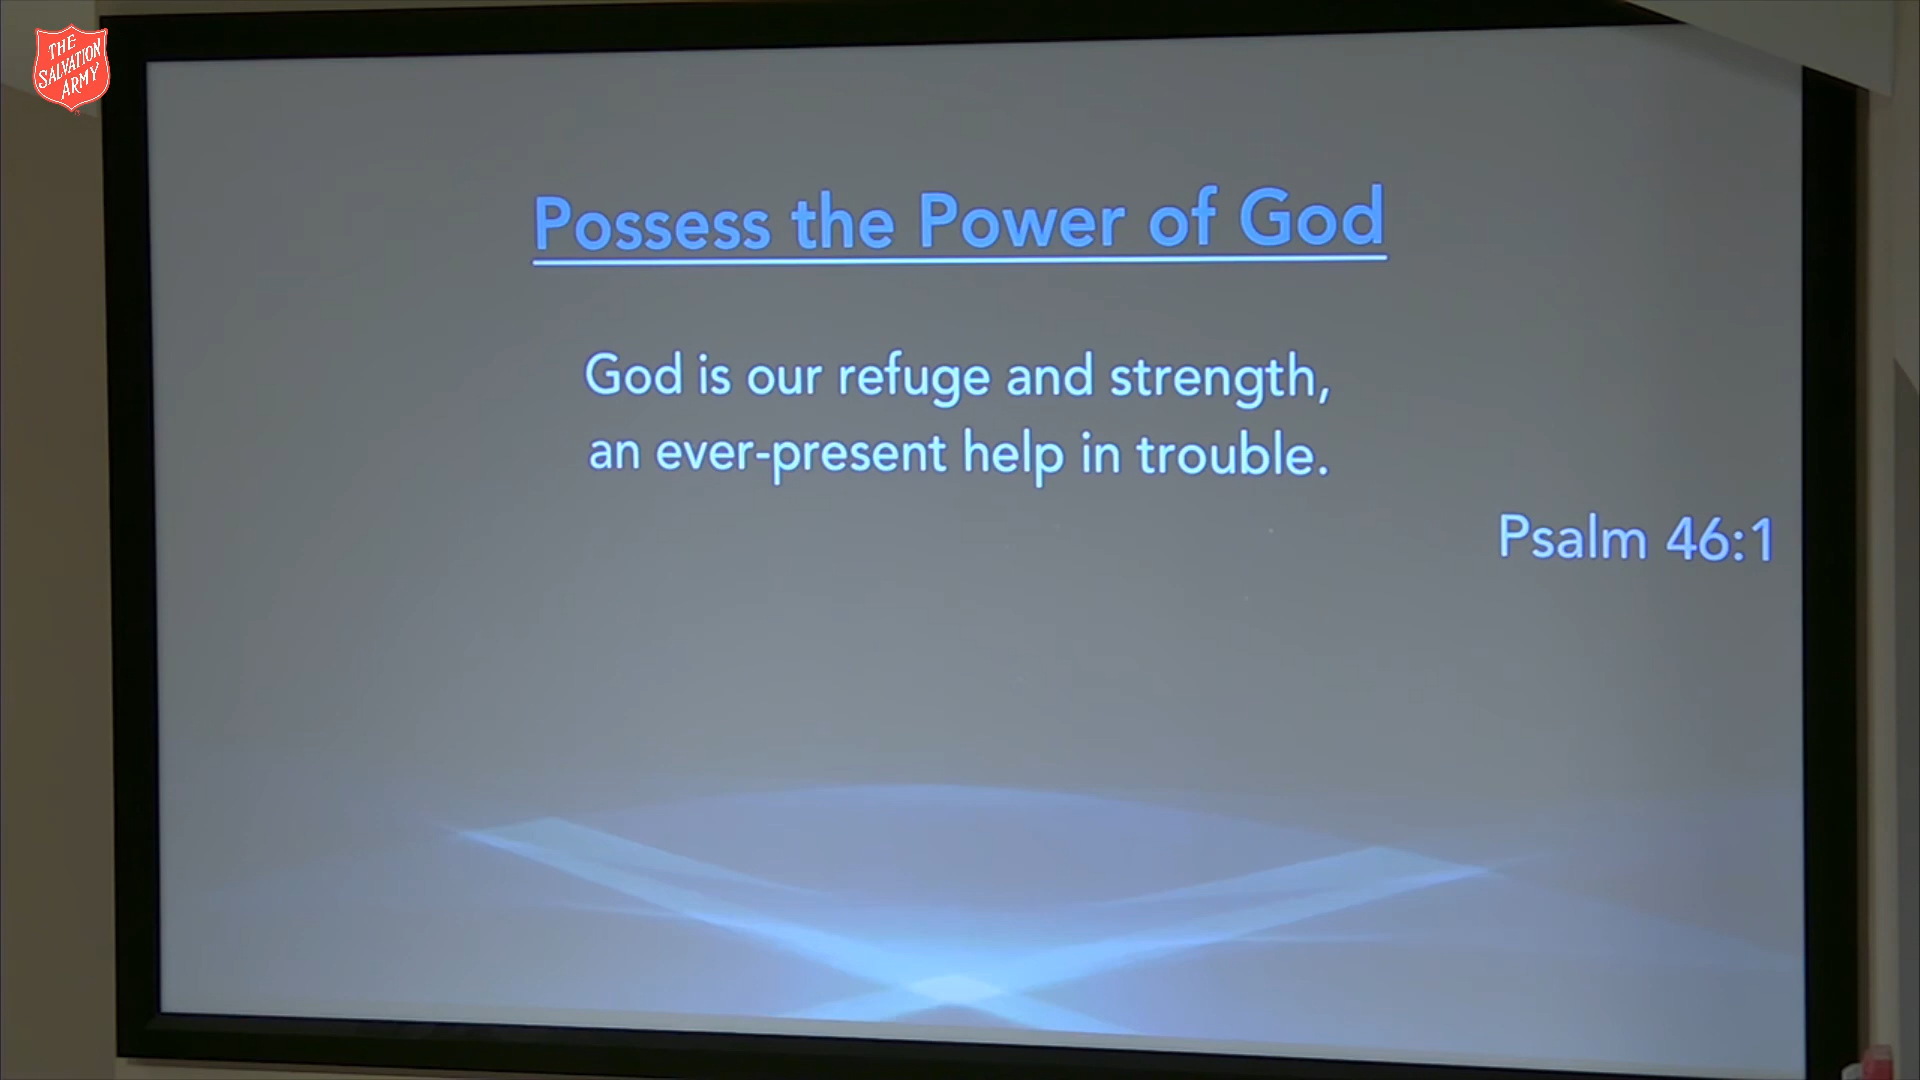 THE
SALVATION
ARMY
Possess the Power of God
God is our refuge and strength,
an ever-present help in trouble.
Psalm 46:1